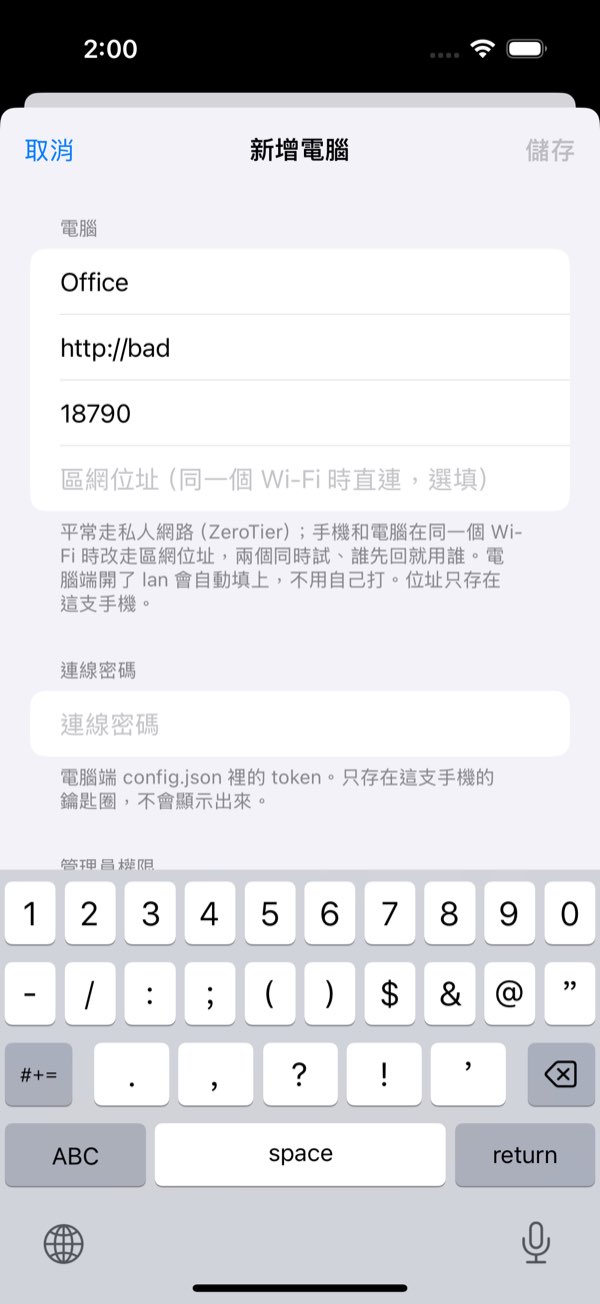 2:00
取消
新增電腦
儲存
電腦
Office
http://bad
18790
區網位址（同一個 Wi-Fi 時直連，選填）
平常走私人網路（ZeroTier）；手機和電腦在同一個 Wi-
Fi 時改走區網位址，兩個同時試、誰先回就用誰。電
腦端開了 lan 會自動填上，不用自己打。位址只存在
這支手機。
連線密碼
連線密碼
電腦端 config.json 裡的 token。只存在這支手機的
鑰匙圈，不會顯示出來。
管理員權限
1 2 3 4 5 6 7 8 9 0
- / : ; ( ) $ & @ ”
#+= . , ? ! ’
ABC space return